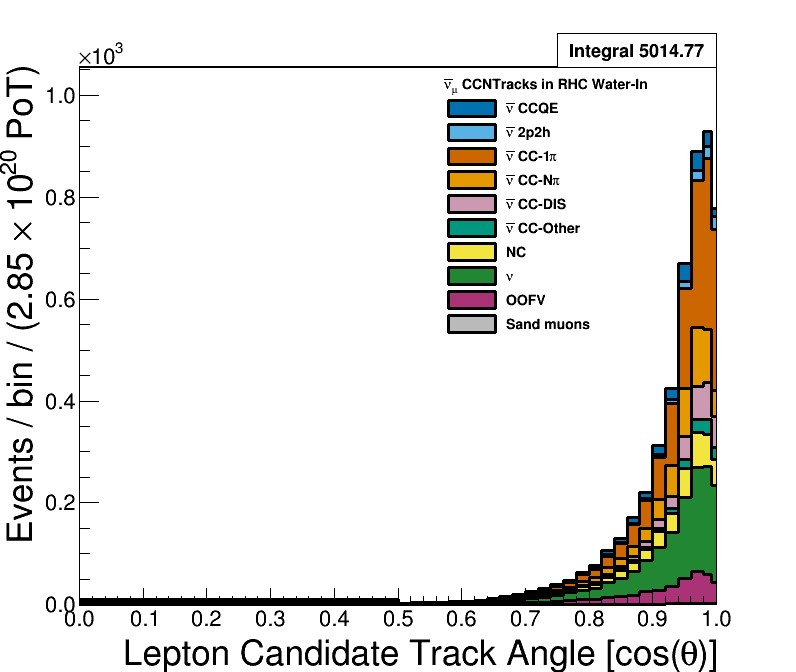 Integral 5014.77
×10³
ν̅μ CCNTracks in RHC Water-In
ν̅ CCQE
ν̅ 2p2h
ν̅ CC-1π
ν̅ CC-Nπ
ν̅ CC-DIS
ν̅ CC-Other
NC
ν
OOFV
Sand muons
Events / bin / (2.85 × 10²⁰ PoT)
1.0
0.8
0.6
0.4
0.2
0.0
0.0 0.1 0.2 0.3 0.4 0.5 0.6 0.7 0.8 0.9 1.0
Lepton Candidate Track Angle [cos(θ)]